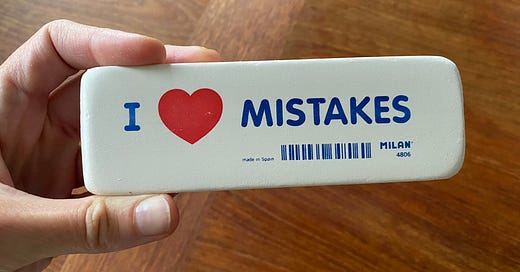 I ❤ MISTAKES
made in Spain
MILAN
4806